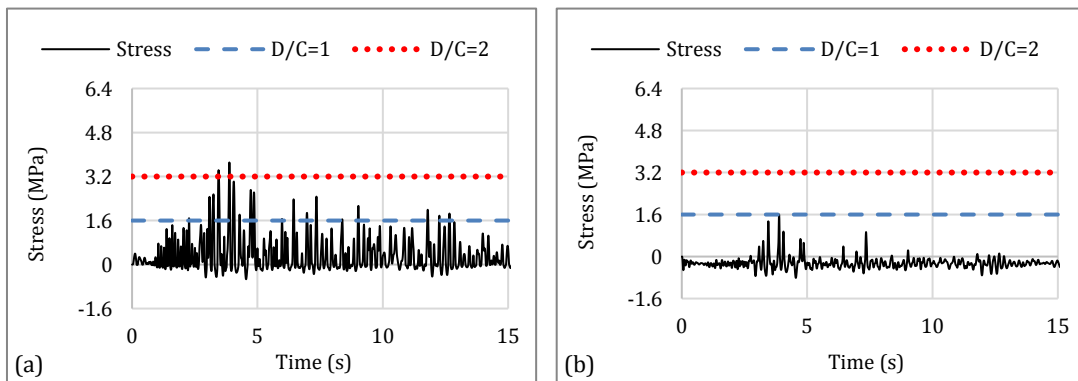 Stress D/C=1 D/C=2
6.4
4.8
3.2
1.6
0
-1.6
Stress (MPa)
0 5 10 15
Time (s)
(a)
Stress D/C=1 D/C=2
6.4
4.8
3.2
1.6
0
-1.6
Stress (MPa)
0 5 10 15
Time (s)
(b)